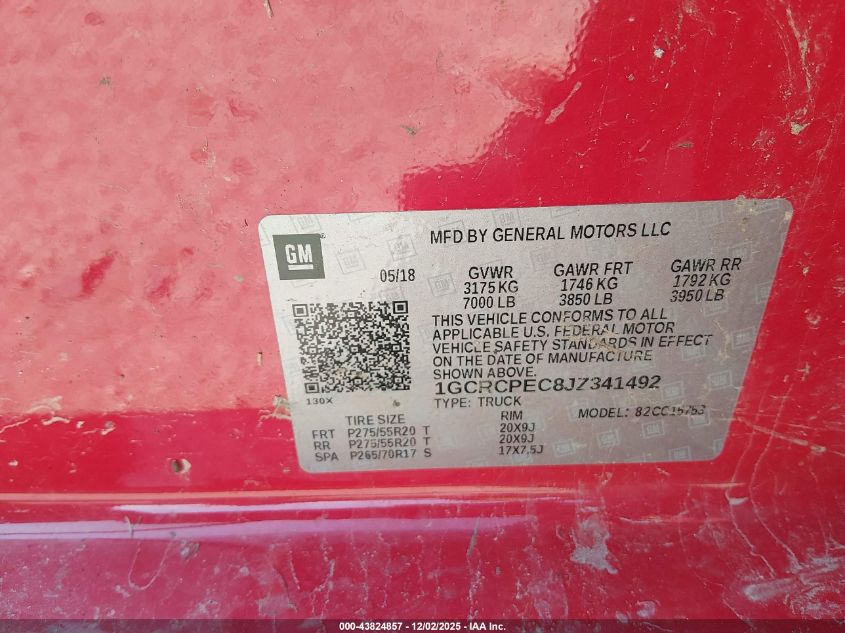 GM
MFD BY GENERAL MOTORS LLC
05/18
GVWR GAWR FRT GAWR RR
3175 KG 1746 KG 1792 KG
7000 LB 3850 LB 3950 LB
THIS VEHICLE CONFORMS TO ALL
APPLICABLE U.S. FEDERAL MOTOR
VEHICLE SAFETY STANDARDS IN EFFECT
ON THE DATE OF MANUFACTURE
SHOWN ABOVE.
1GCRCPEC8JZ341492
130X
TYPE: TRUCK
MODEL: 82CC15753
TIRE SIZE RIM
FRT P275/55R20 T 20X9J
RR P275/55R20 T 20X9J
SPA P265/70R17 S 17X7,5J
000-43824857 - 12/02/2025 - IAA Inc.